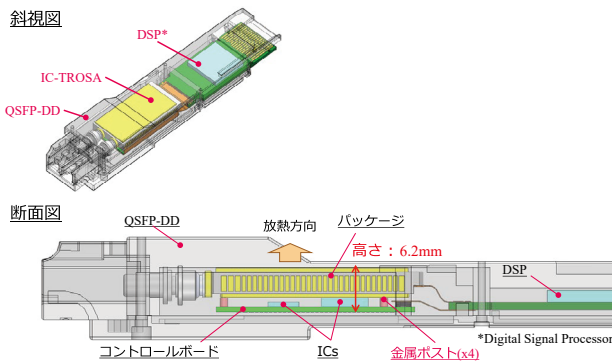 斜視図
DSP*
IC-TROSA
QSFP-DD
断面図
QSFP-DD
放熱方向
パッケージ
高さ：6.2mm
DSP
*Digital Signal Processor
コントロールボード
ICs
金属ポスト(x4)